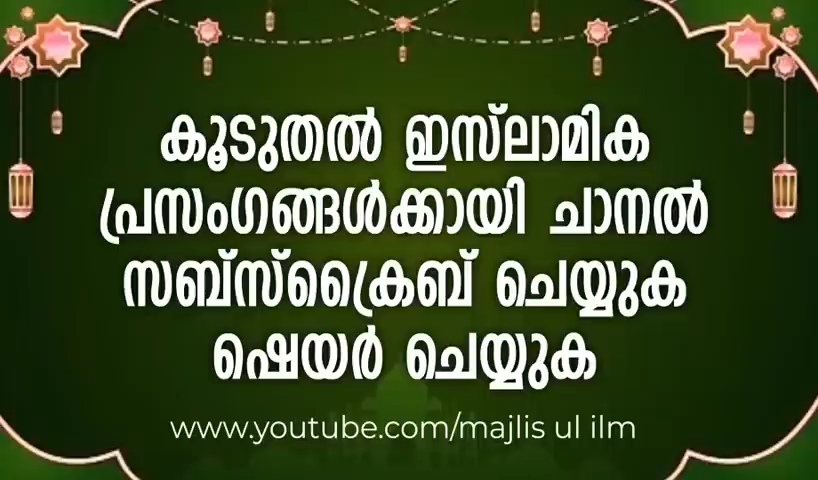 കൂടുതൽ ഇസ്‌ലാമിക
പ്രസംഗങ്ങൾക്കായി ചാനൽ
സബ്സ്ക്രൈബ് ചെയ്യുക
ഷെയർ ചെയ്യുക
www.youtube.com/majlis ul ilm